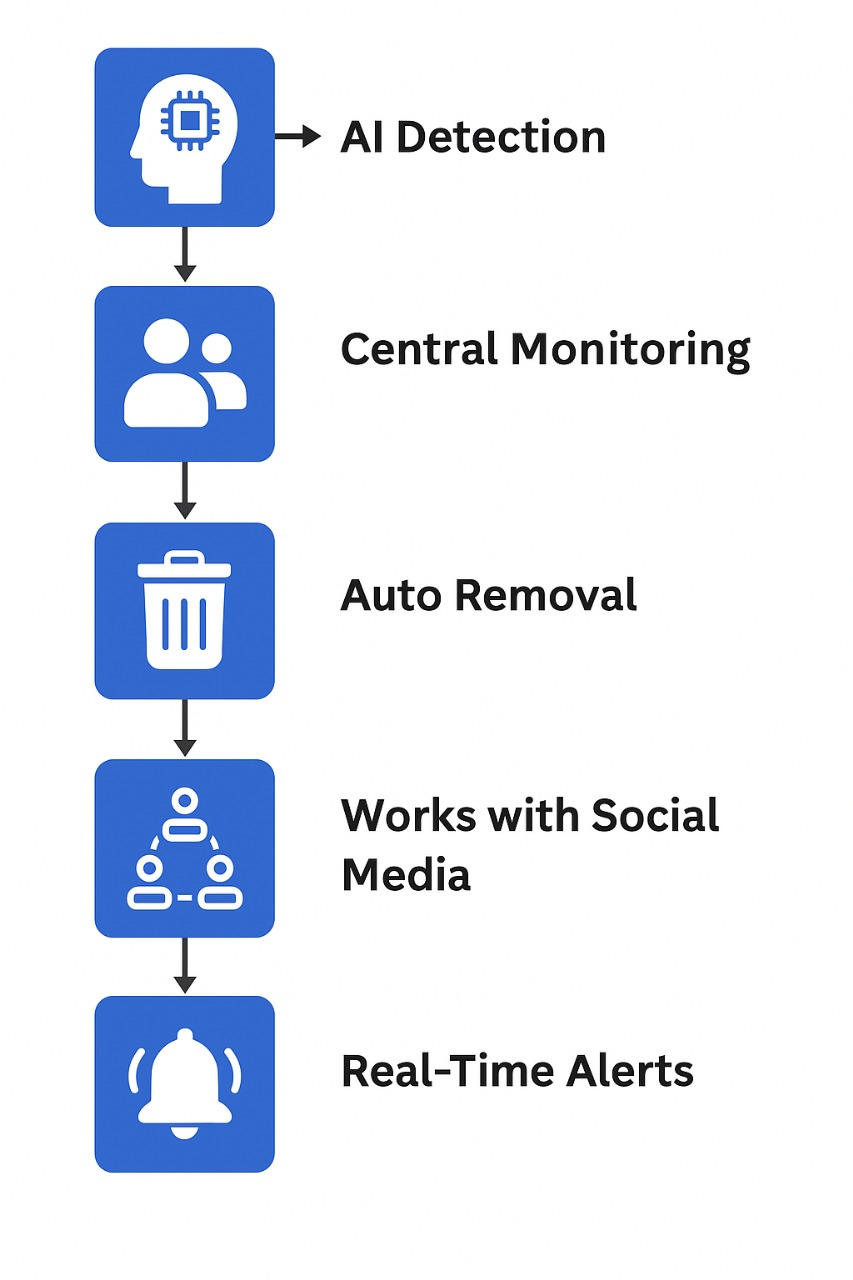 AI Detection
Central Monitoring
Auto Removal
Works with Social
Media
Real-Time Alerts